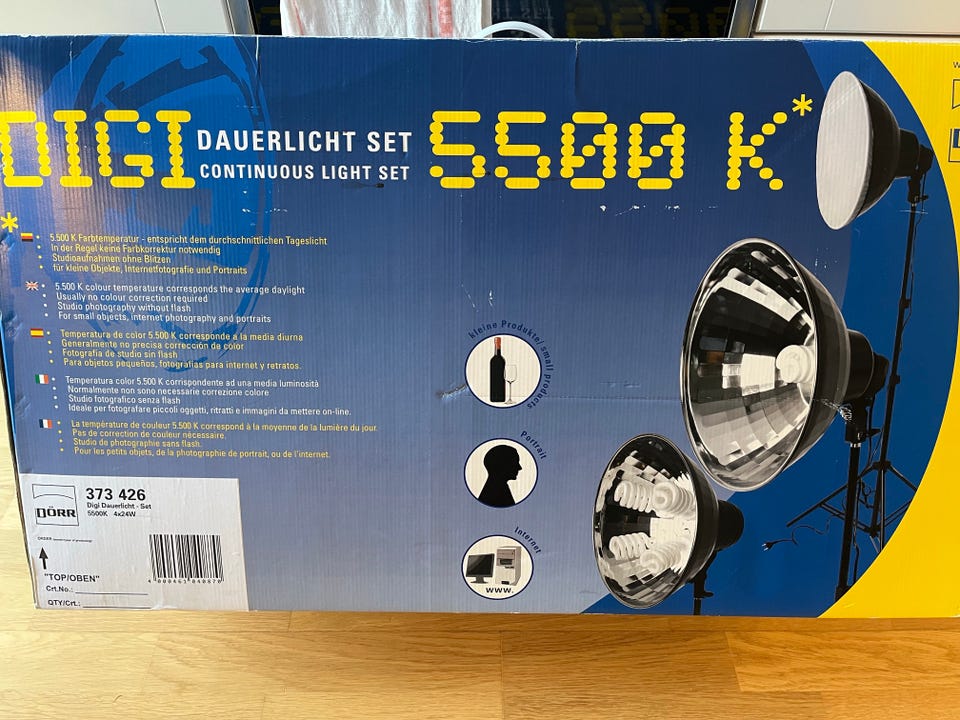 DIGI DAUERLICHT SET 5500 K*
CONTINUOUS LIGHT SET
*
• 5.500 K Farbtemperatur - entspricht dem durchschnittlichen Tageslicht
• in der Regel keine Farbkorrektur notwendig
• Studioaufnahmen ohne Blitzen
• für kleine Objekte, Internetfotografie und Portraits
• 5.500 K colour temperature corresponds the average daylight
• Usually no colour correction required
• Studio photography without flash
• For small objects, internet photography and portraits
• Temperatura de color 5.500 K corresponde a la media diurna
• Generalmente no precisa corrección de color
• Fotografía de studio sin flash
• Para objetos pequeños, fotografías para internet y retratos.
• Temperatura color 5.500 K corrispondente ad una media luminosità
• Normalmente non sono necessarie correzione colore
• Studio fotografico senza flash
• Ideale per fotografare piccoli oggetti, ritratti e immagini da mettere on-line.
• La température de couleur 5.500 K correspond à la moyenne de la lumière du jour.
• Pas de correction de couleur nécessaire.
• Studio de photographie sans flash.
• Pour les petits objets, de la photographie de portrait, ou de l'internet.
kleine Produkte/small products
Portrait
Internet
www.
DÖRR
373 426
Digi Dauerlicht - Set
5500K 4x24W
"TOP/OBEN"
Crt.No.:
QTY/Crt.:
4 000461 040870